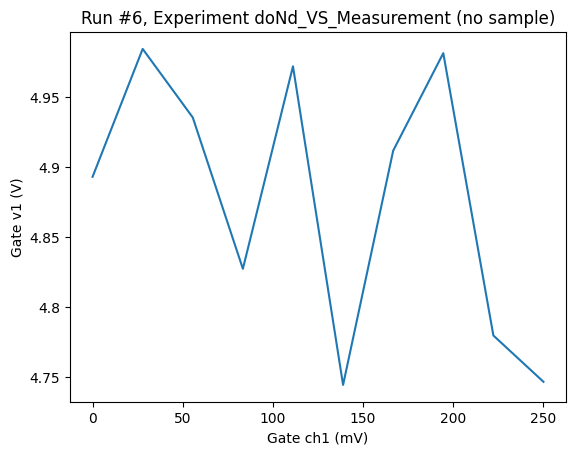 Run #6, Experiment doNd_VS_Measurement (no sample)
Gate v1 (V)
4.95
4.9
4.85
4.8
4.75
0 50 100 150 200 250
Gate ch1 (mV)